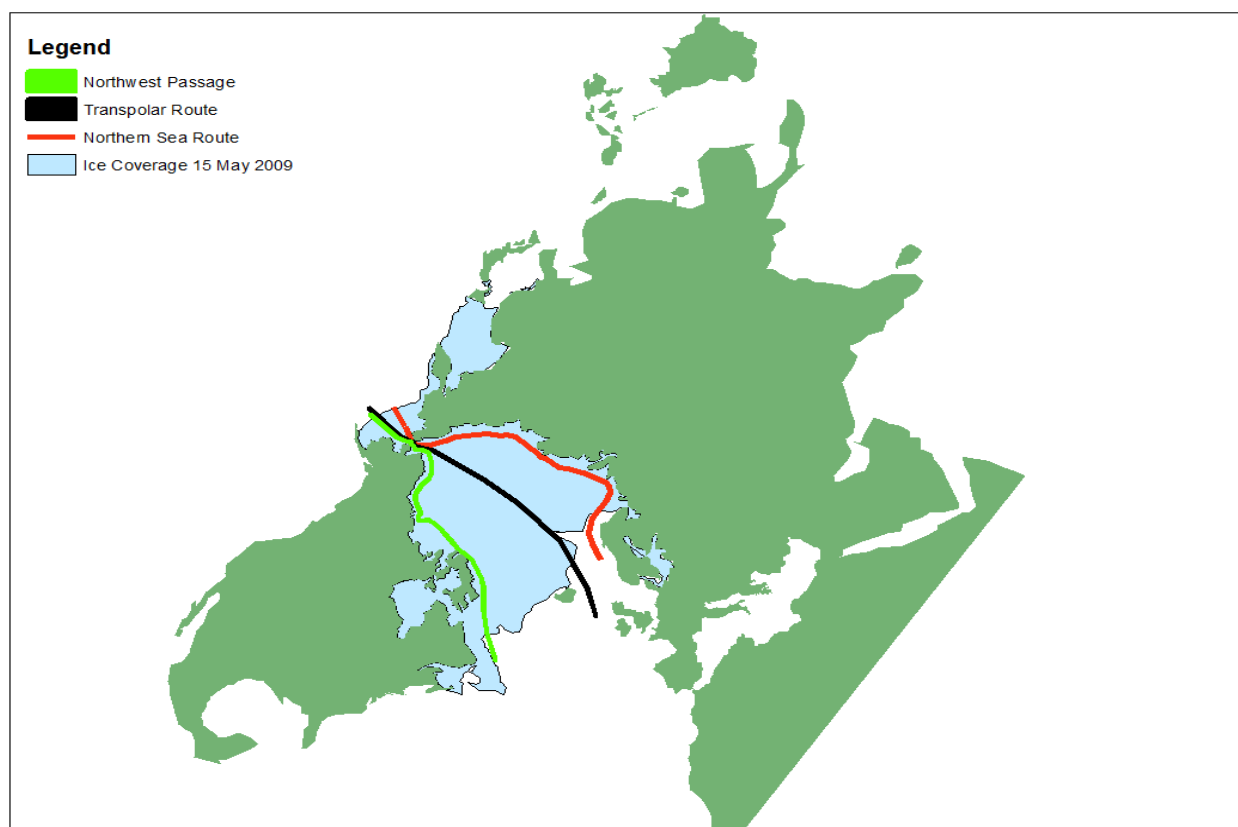 Legend
Northwest Passage
Transpolar Route
Northern Sea Route
Ice Coverage 15 May 2009